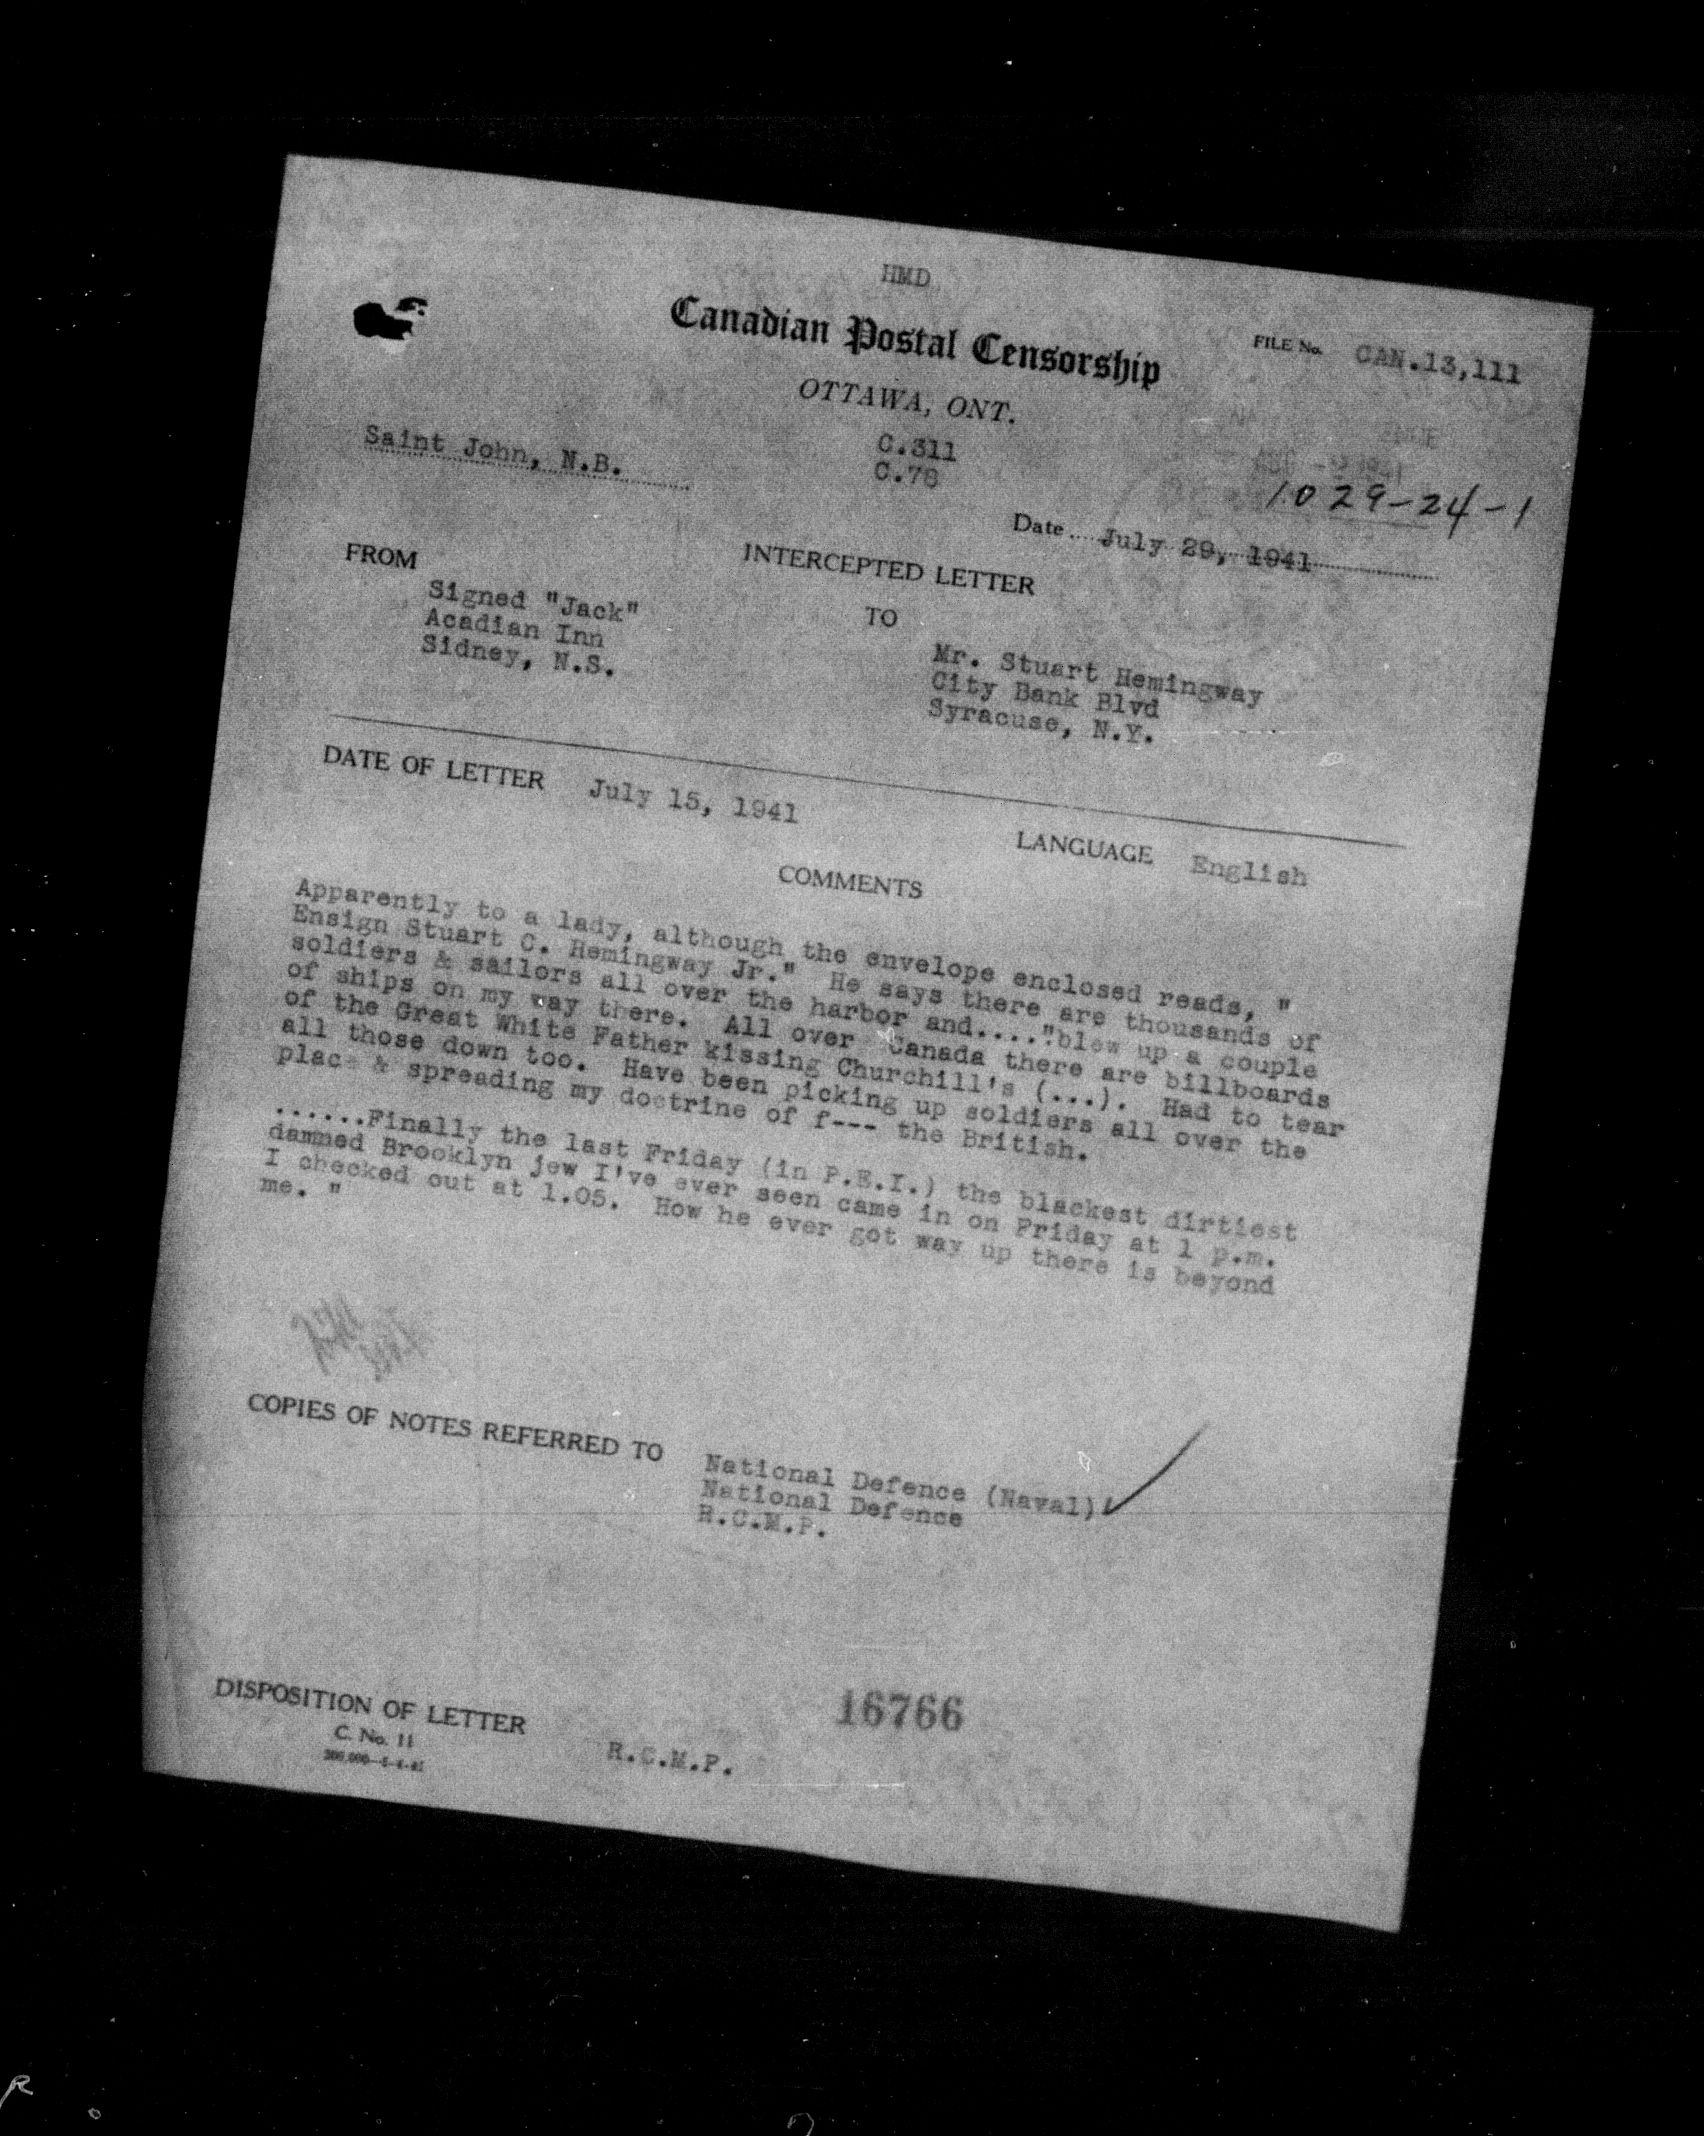 HMD
Canadian Postal Censorship
OTTAWA, ONT.
FILE No. CAN.13,111
C.311
C.78
Saint John, N.B.
1029-24-1
Date July 29, 1941
INTERCEPTED LETTER
FROM
TO
Signed "Jack"
Acadian Inn
Sidney, N.S.
Mr. Stuart Hemingway
City Bank Blvd
Syracuse, N.Y.
DATE OF LETTER July 15, 1941
LANGUAGE English
COMMENTS
Apparently to a lady, although the envelope enclosed reads, "
Ensign Stuart C. Hemingway Jr." He says there are thousands of
soldiers & sailors all over the harbor and...."blew up a couple
of ships on my way there. All over Canada there are billboards
of the Great White Father kissing Churchill's (...). Had to tear
all those down too. Have been picking up soldiers all over the
place & spreading my doctrine of f--- the British.
......Finally the last Friday (in P.E.I.) the blackest dirtiest
dammed Brooklyn jew I've ever seen came in on Friday at 1 p.m.
I checked out at 1.05. How he ever got way up there is beyond
me. "
COPIES OF NOTES REFERRED TO
National Defence (Naval)
National Defence
R.C.M.P.
16766
DISPOSITION OF LETTER
R.C.M.P.
C. No. 11